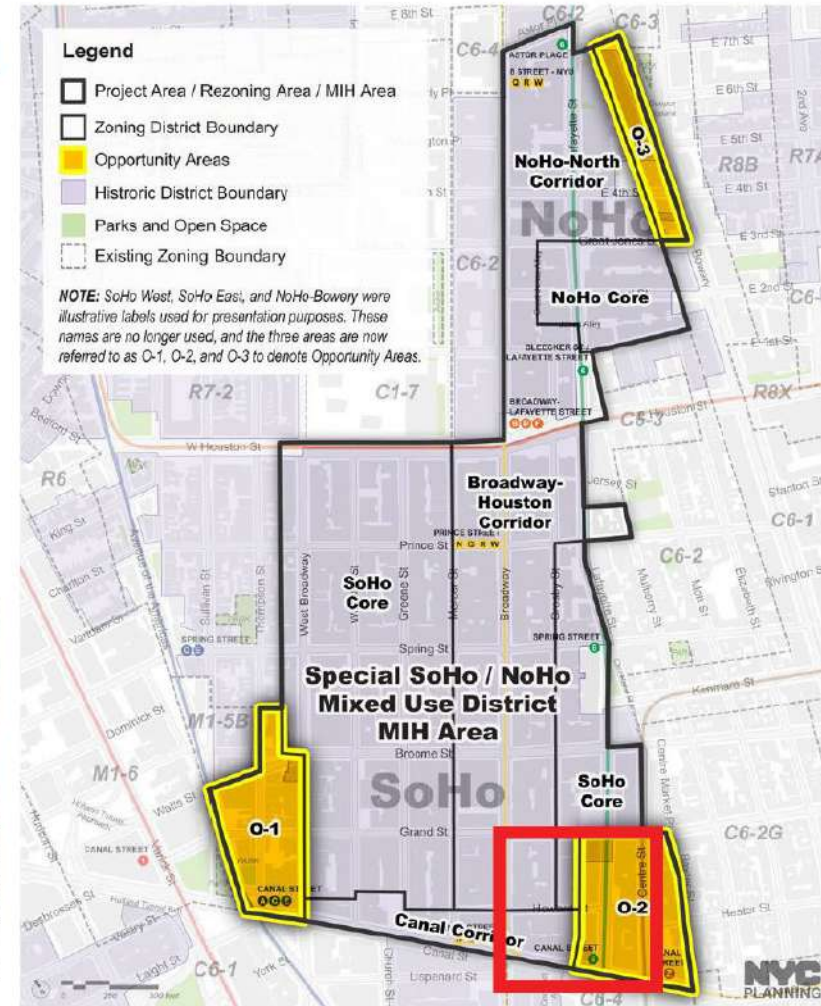 Legend
Project Area / Rezoning Area / MIH Area
Zoning District Boundary
Opportunity Areas
Historic District Boundary
Parks and Open Space
Existing Zoning Boundary
NOTE: SoHo West, SoHo East, and NoHo-Bowery were
illustrative labels used for presentation purposes. These
names are no longer used, and the three areas are now
referred to as O-1, O-2, and O-3 to denote Opportunity Areas.
E 8th St
C6-2
C6-3
C6-4
ASTOR PLACE
6
8 STREET - NYU
Q R W
E 7th St
E 6th St
2nd Ave
E 5th St
O-3
R8B
R7A
NoHo-North
Corridor
E 4th St
E 4th St
NoHo
E 3rd St
Great Jones
Bowery
C6-2
E 2nd St
NoHo Core
E 1st St
BLEECKER ST /
LAFAYETTE STREET
6
R7-2
C1-7
R8X
BROADWAY-
LAFAYETTE STREET
B D F
C6-3
W Houston St
R6
Broadway-
Houston
Corridor
Jersey St
Stanton St
King St
C6-1
PRINCE STREET
Prince St
N Q R W
C6-2
Charlton St
Sullivan St
Thompson St
West Broadway
Greene St
Mercer St
Broadway
Crosby St
Lafayette St
Mulberry St
Mott St
Elizabeth St
Rivington St
SoHo
Core
Vandam St
SPRING STREET
C E
Spring St
SPRING STREET
6
Special SoHo / NoHo
Mixed Use District
MIH Area
Kenmare St
Dominick St
M1-5B
Broome St
M1-6
Watts St
SoHo
SoHo
Core
Centre Market Pl
O-1
Grand St
C6-2G
CANAL STREET
1
Centre St
O-2
CANAL ST
A C E
Howard
Hester St
Canal Corridor
Desbrosses St
Canal St
CANAL STREET
6
Laight St
C6-1
York St
Church St
Lispenard St
C6-4
NYC
PLANNING